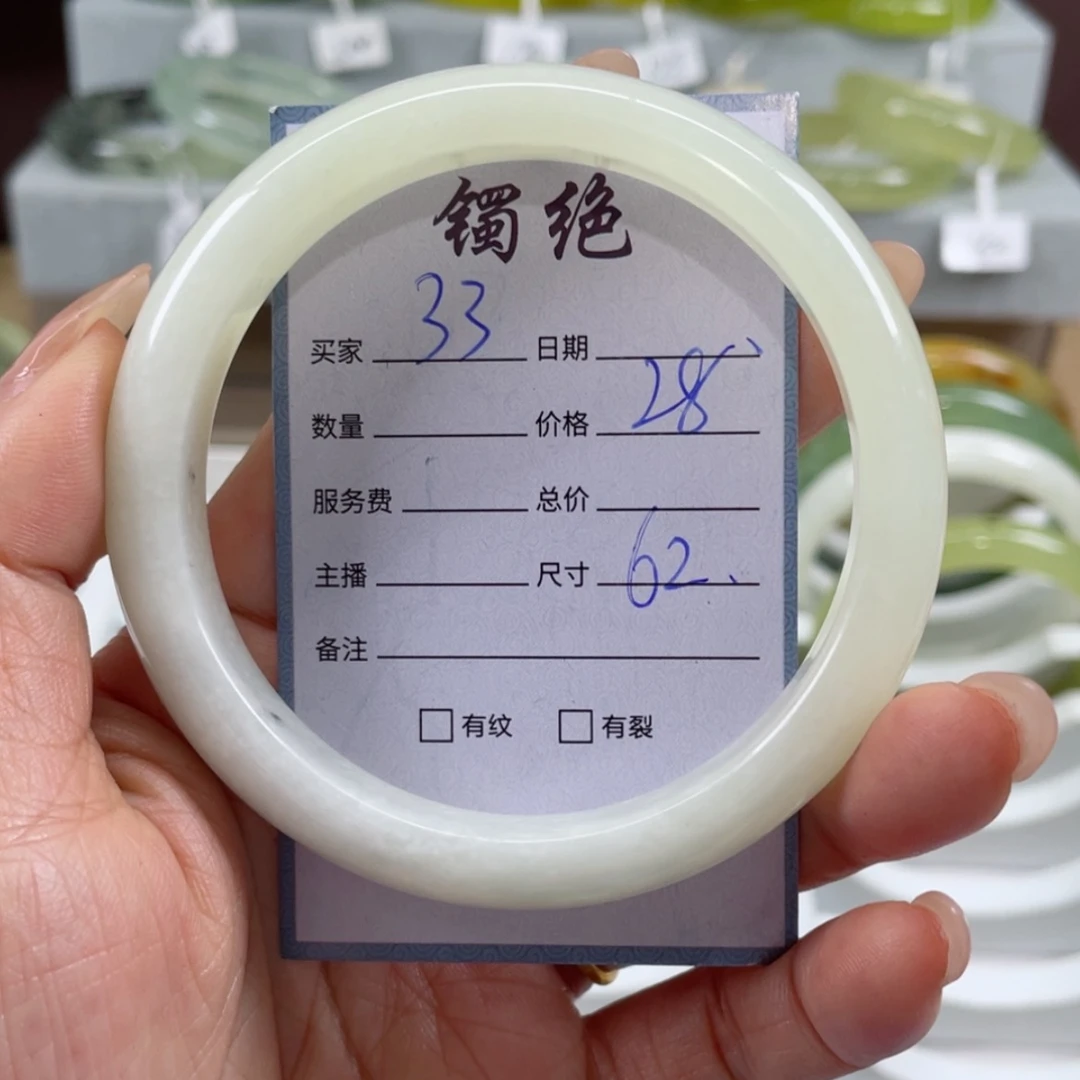 镯绝
买家 33 日期
数量 价格 28
服务费 总价
主播 尺寸 62.
备注
□有纹 □有裂